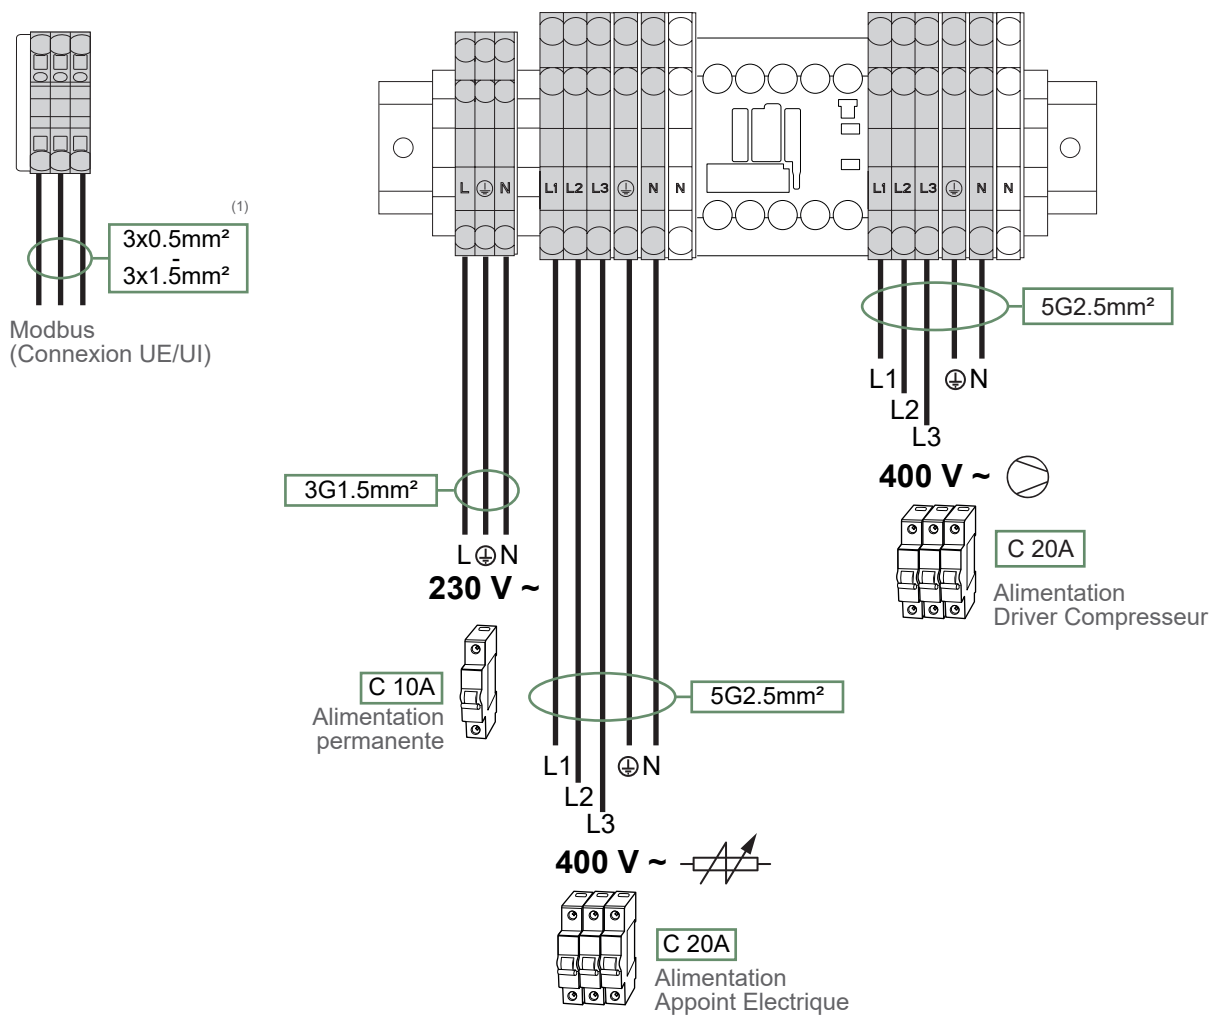 L ⏚ N
L1 L2 L3 ⏚ N N
L1 L2 L3 ⏚ N N
(1)
3x0.5mm²
-
3x1.5mm²
Modbus
(Connexion UE/UI)
5G2.5mm²
L1 ⏚ N
L2
L3
400 V ~
C 20A
Alimentation
Driver Compresseur
3G1.5mm²
L ⏚ N
230 V ~
C 10A
Alimentation
permanente
5G2.5mm²
L1 ⏚ N
L2
L3
400 V ~
C 20A
Alimentation
Appoint Electrique